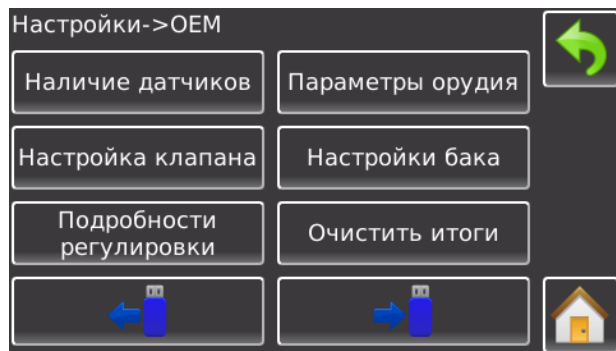 Настройки->OEM
Наличие датчиков
Параметры орудия
Настройка клапана
Настройки бака
Подробности
регулировки
Очистить итоги